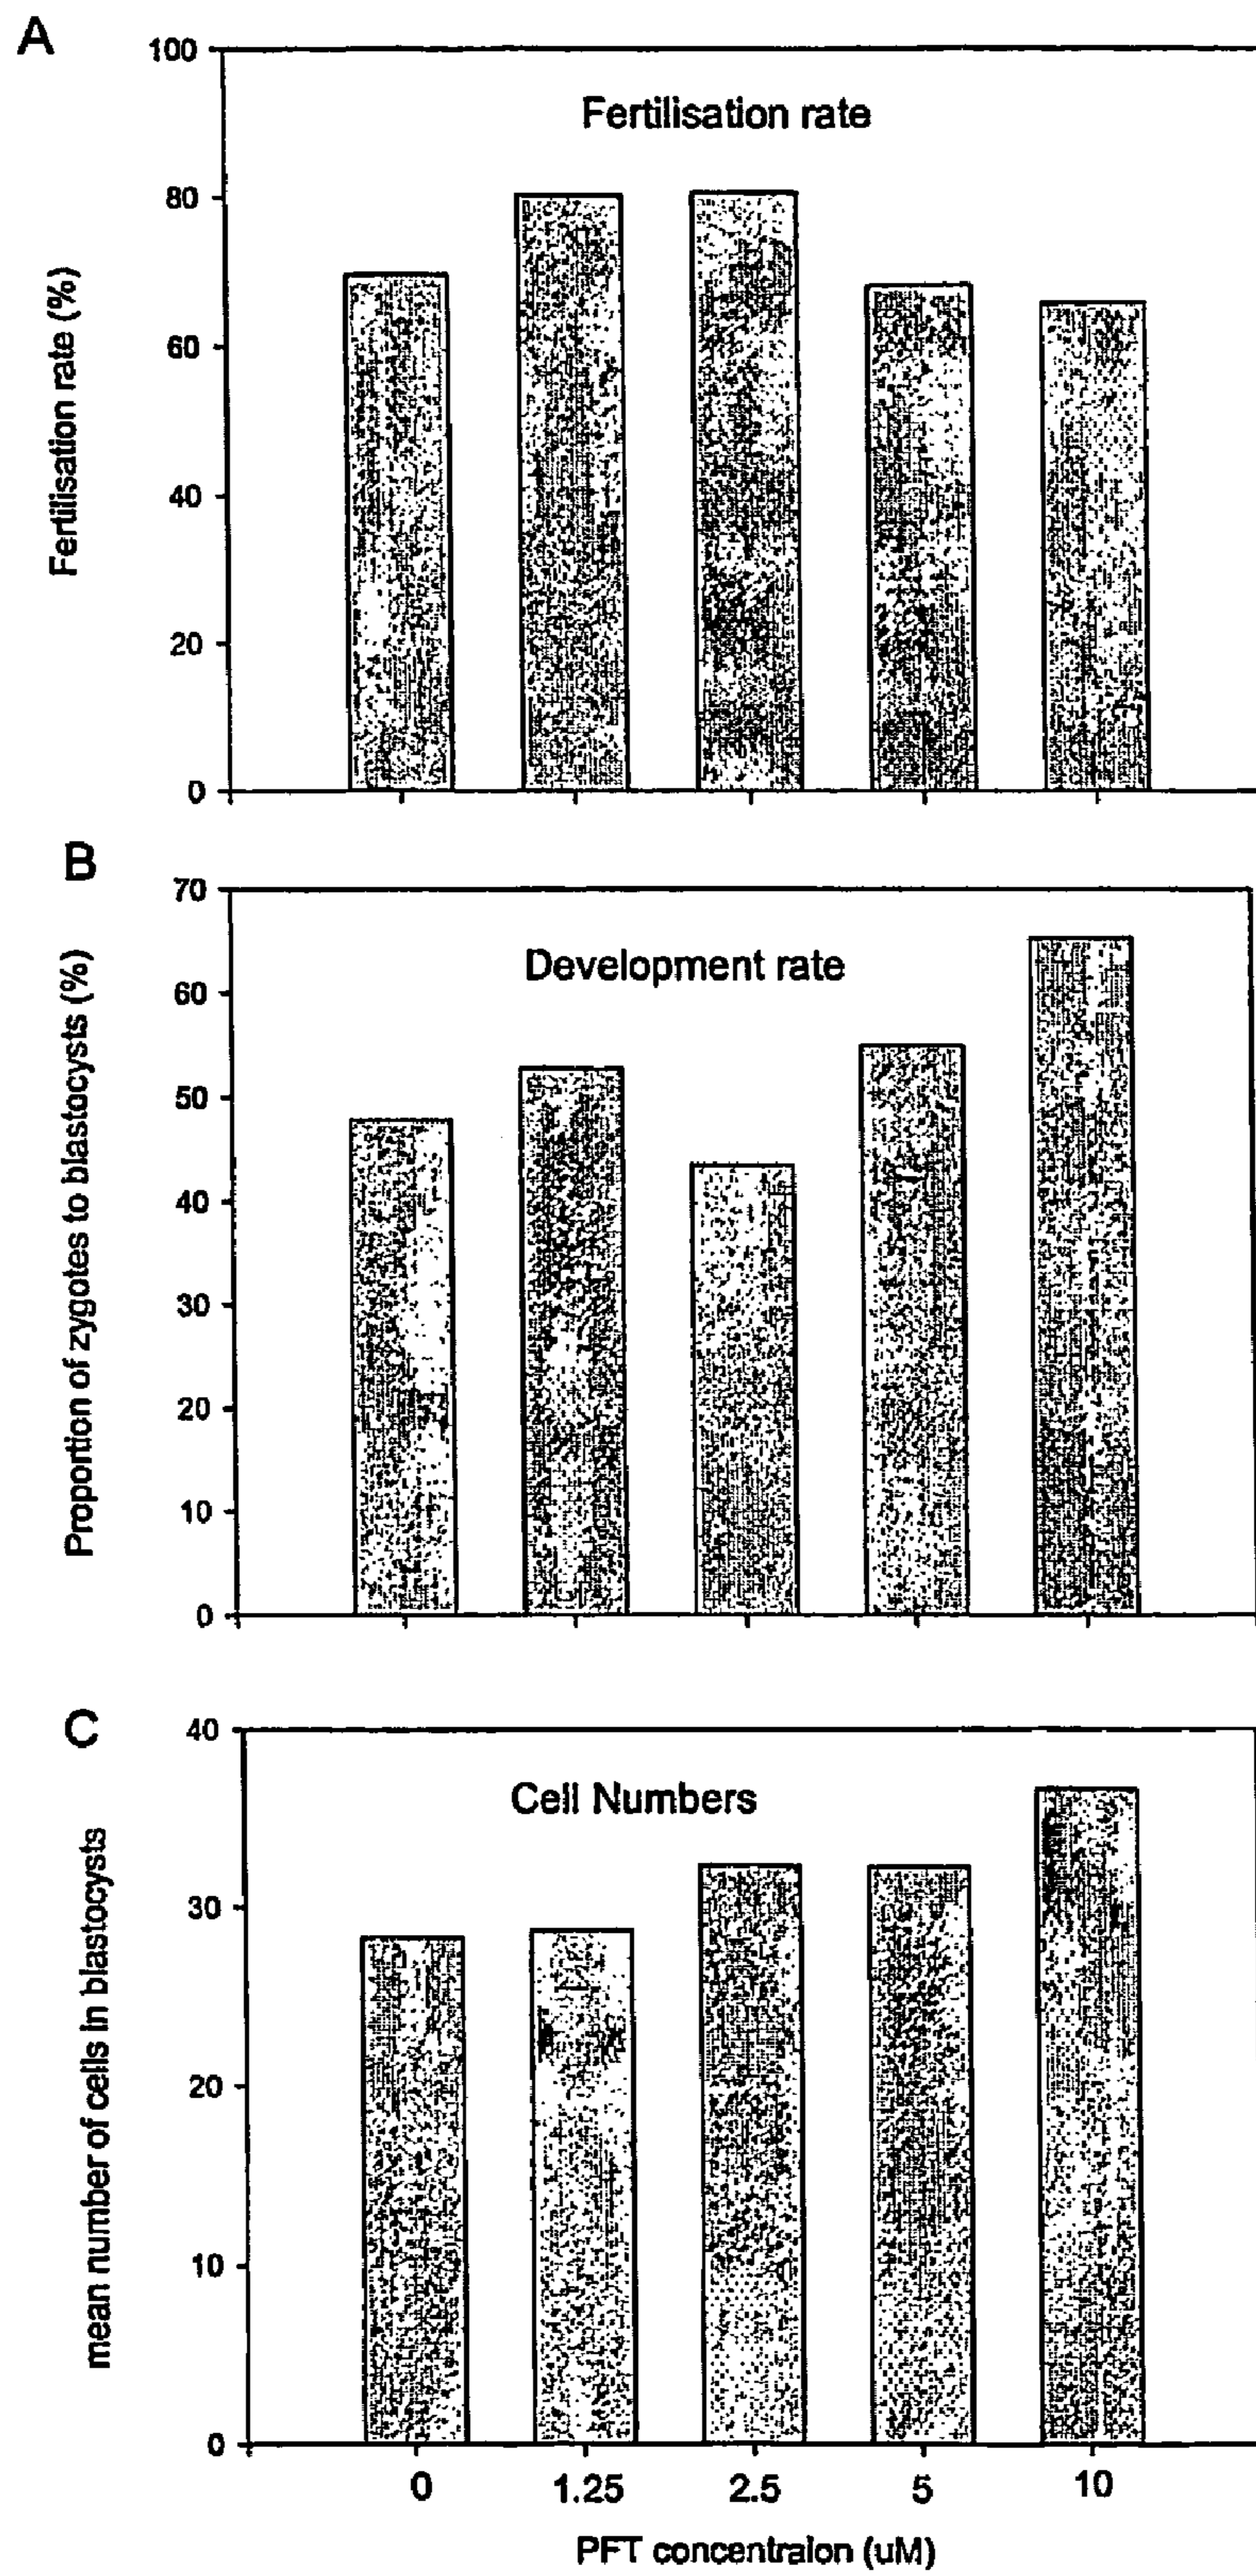 A
100
Fertilisation rate
80
60
40
20
0
Fertilisation rate (%)
B
70
Development rate
60
50
40
30
20
10
0
Proportion of zygotes to blastocysts (%)
C
40
Cell Numbers
30
20
10
0
mean number of cells in blastocysts
0 1.25 2.5 5 10
PFT concentraion (uM)